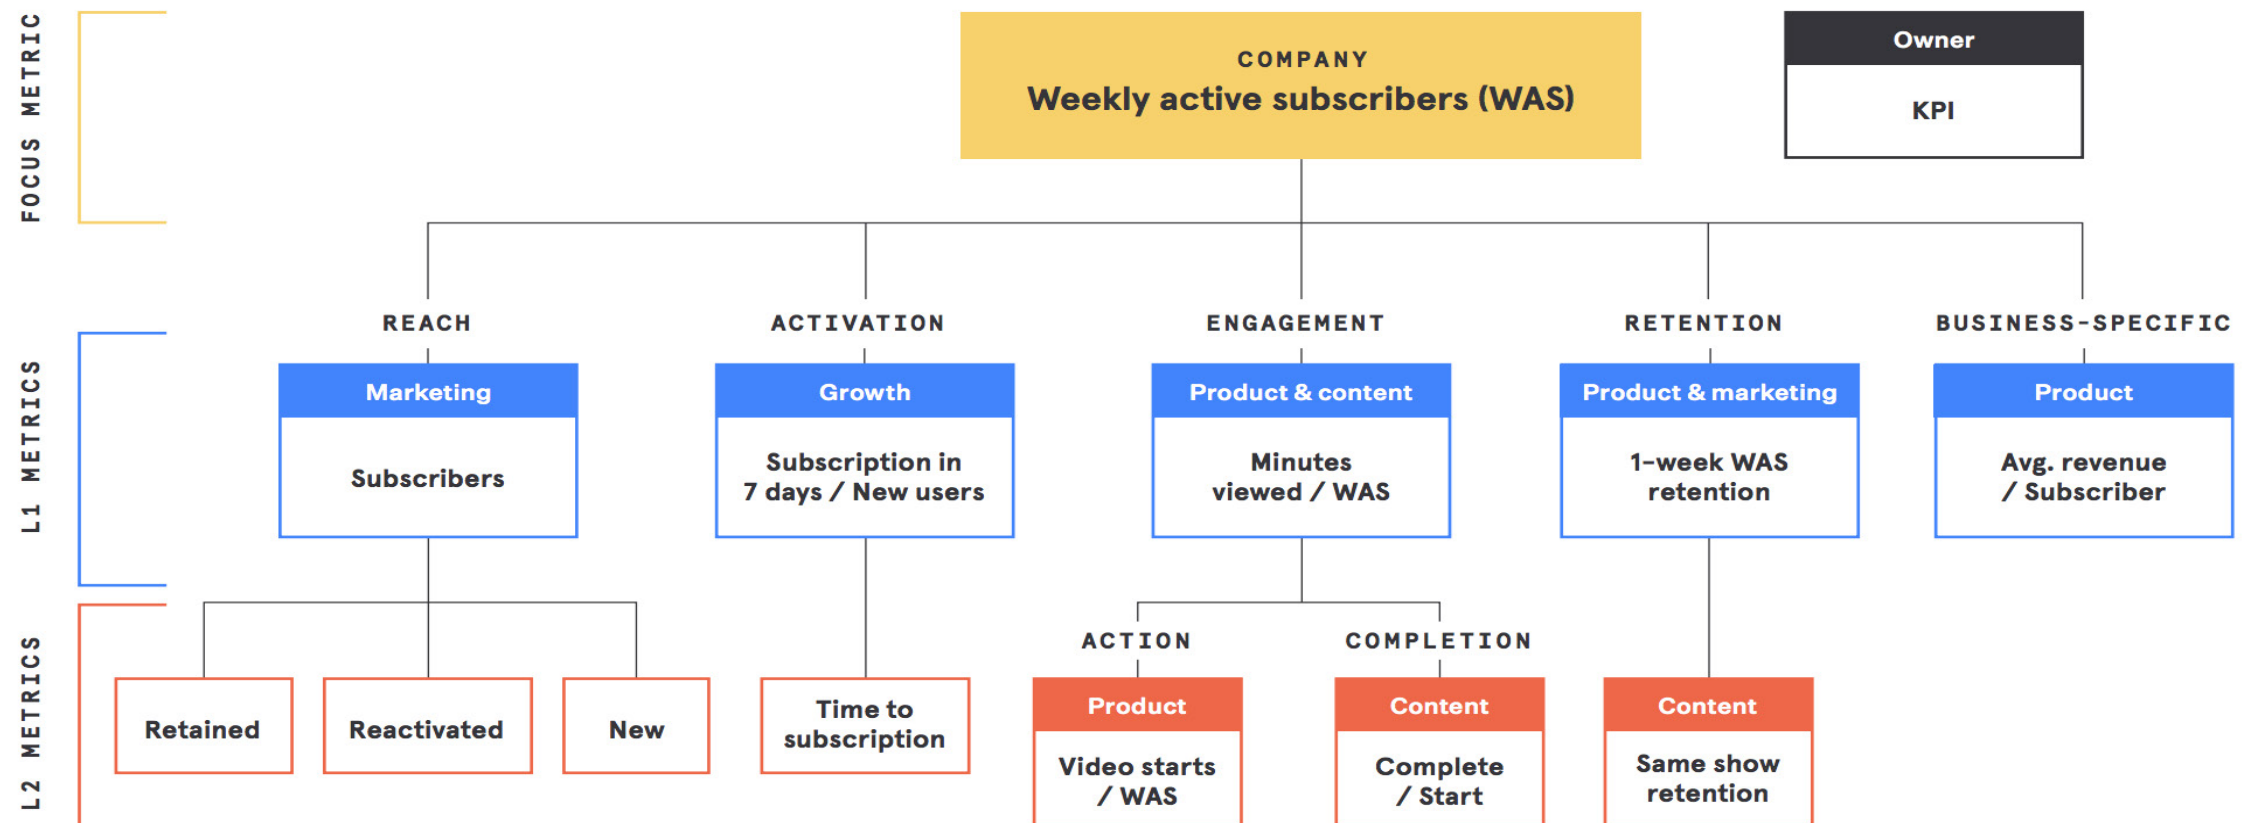 FOCUS METRIC
COMPANY
Weekly active subscribers (WAS)
Owner
KPI
L1 METRICS
REACH
Marketing
Subscribers
ACTIVATION
Growth
Subscription in
7 days / New users
ENGAGEMENT
Product & content
Minutes
viewed / WAS
RETENTION
Product & marketing
1-week WAS
retention
BUSINESS-SPECIFIC
Product
Avg. revenue
/ Subscriber
L2 METRICS
Retained
Reactivated
New
Time to
subscription
ACTION
Product
Video starts
/ WAS
COMPLETION
Content
Complete
/ Start
Content
Same show
retention